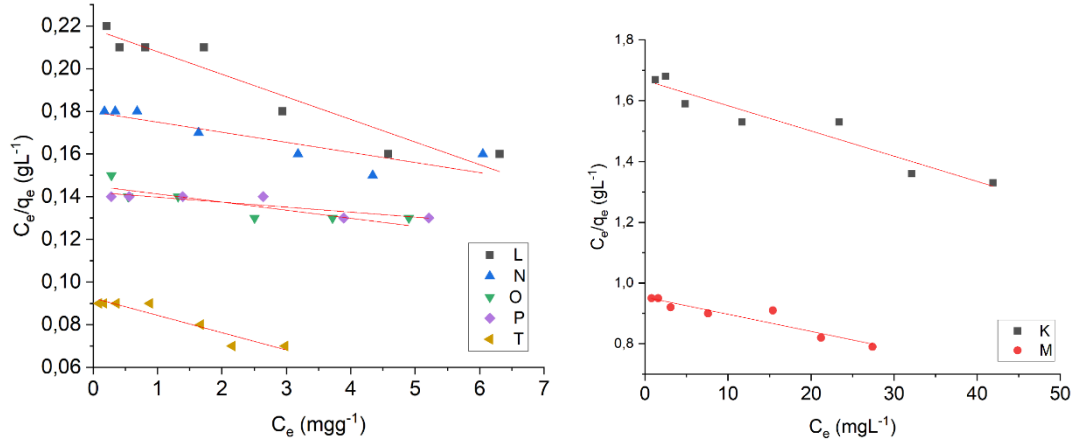 0,22
0,20
0,18
0,16
0,14
0,12
0,10
0,08
0,06
Ce/qe (gL-1)
0 1 2 3 4 5 6 7
Ce (mgg-1)
L
N
O
P
T
1,8
1,6
1,4
1,2
1,0
0,8
Ce/qe (gL-1)
0 10 20 30 40 50
Ce (mgL-1)
K
M